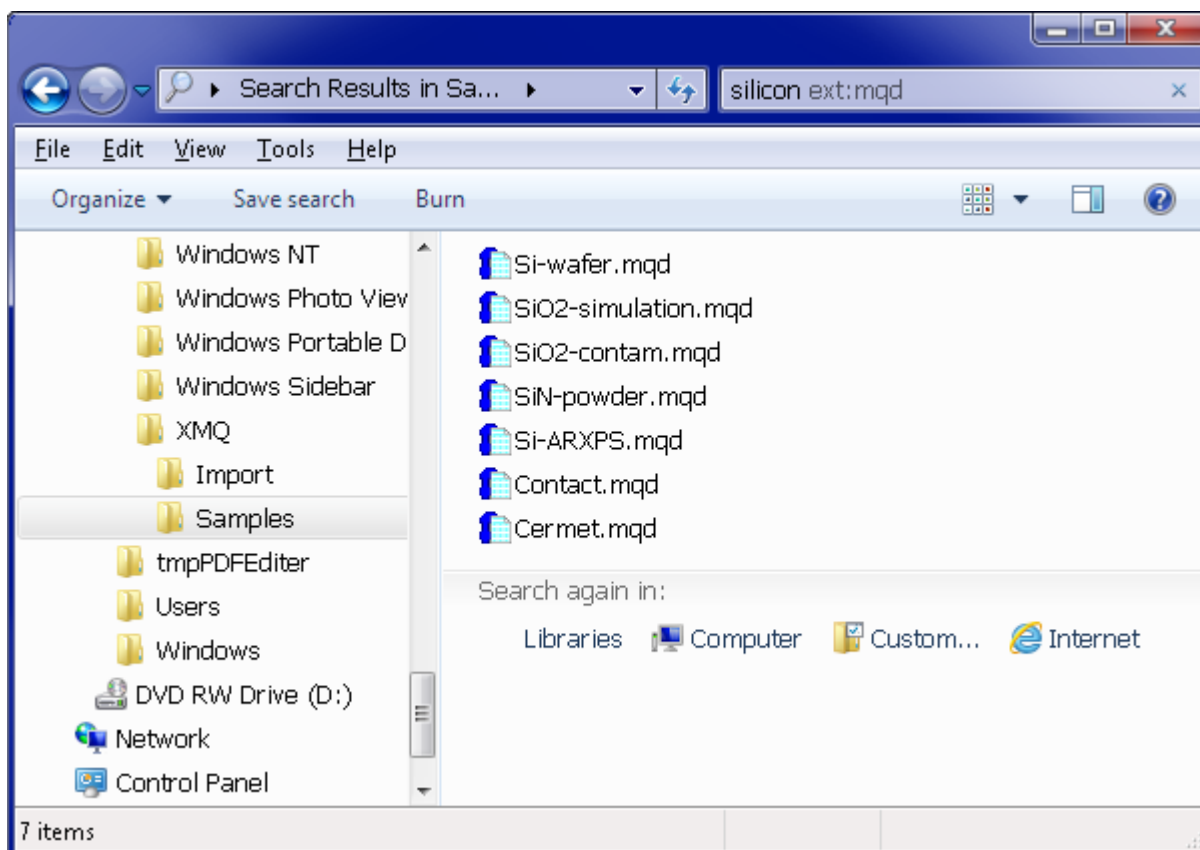 Search Results in Sa...
silicon ext:mqd
File Edit View Tools Help
Organize Save search Burn
Windows NT
Windows Photo View
Windows Portable D
Windows Sidebar
XMQ
Import
Samples
tmpPDFEditer
Users
Windows
DVD RW Drive (D:)
Network
Control Panel
Si-wafer.mqd
SiO2-simulation.mqd
SiO2-contam.mqd
SiN-powder.mqd
Si-ARXPS.mqd
Contact.mqd
Cermet.mqd
Search again in:
Libraries Computer Custom... Internet
7 items